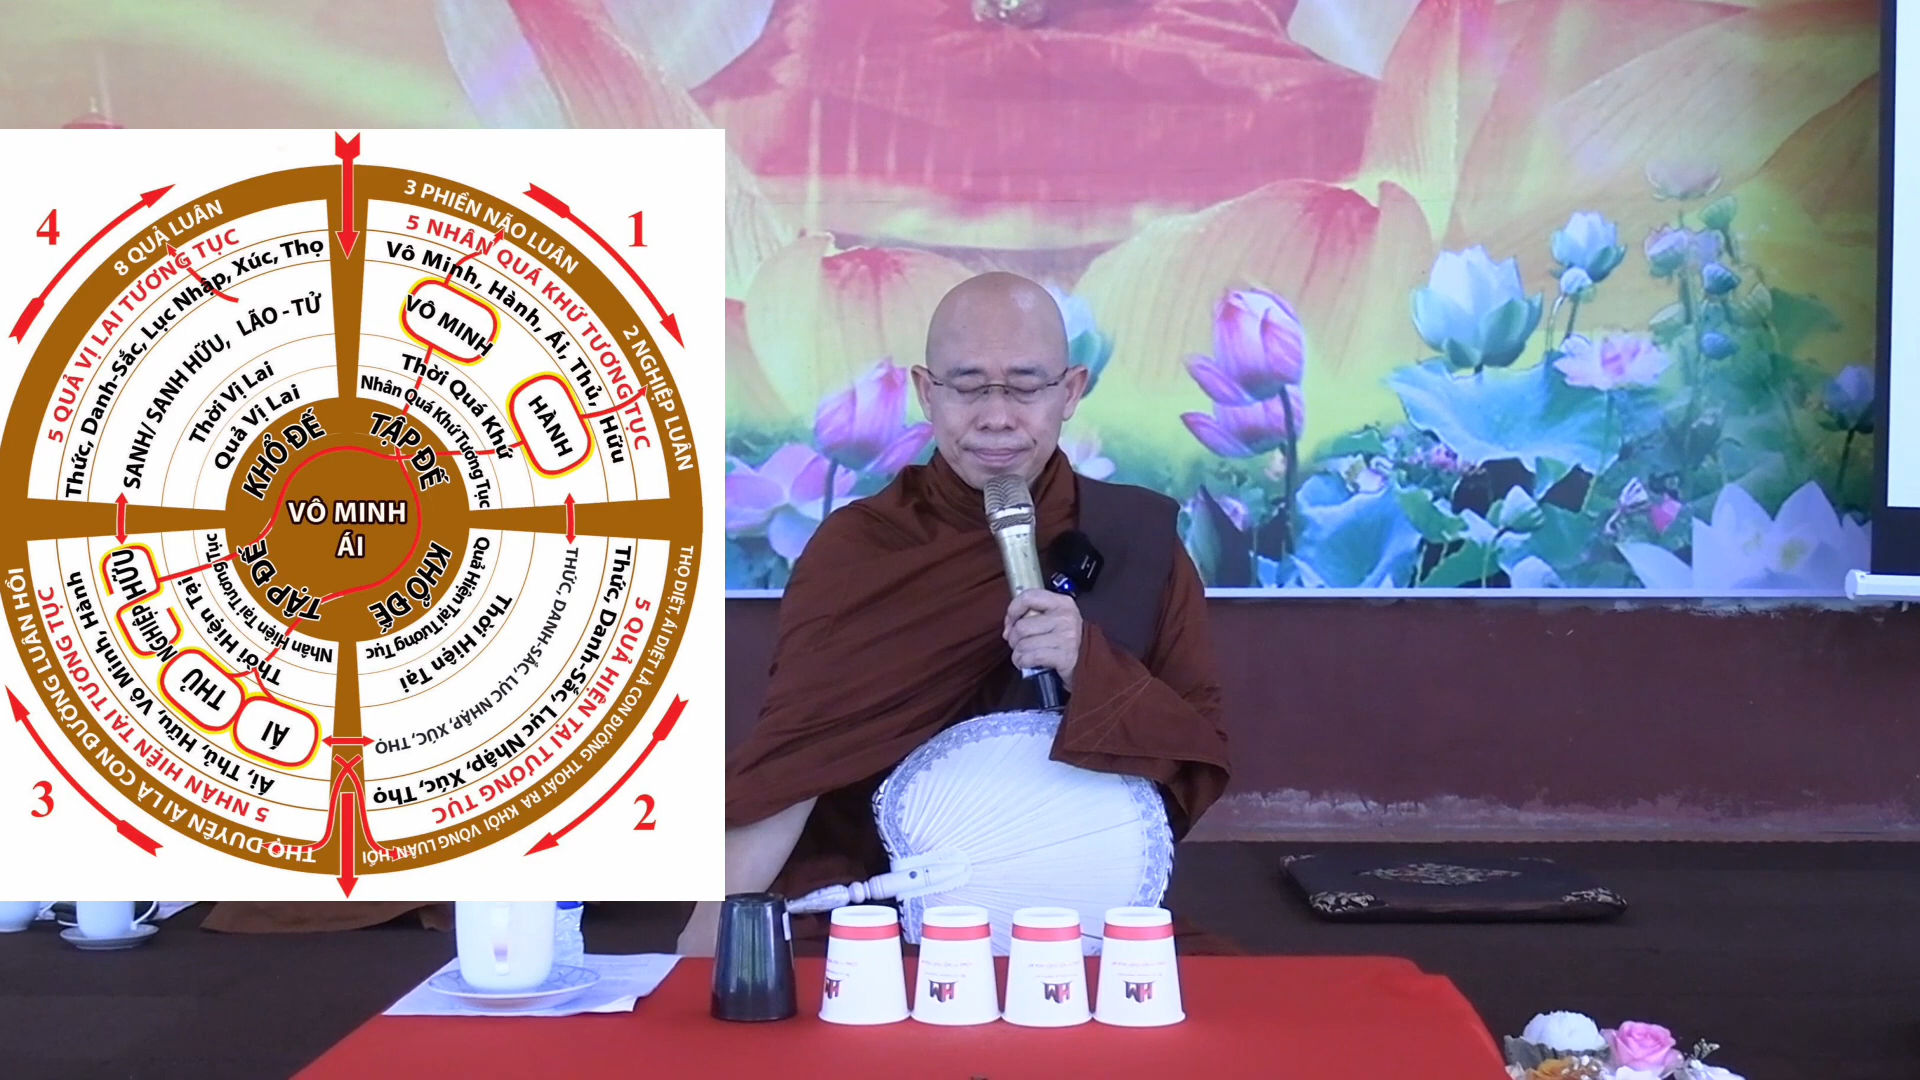 4
1
8 QUẢ LUÂN
5 QUẢ VỊ LAI TƯƠNG TỤC
Thức, Danh-Sắc, Lục Nhập, Xúc, Thọ
SANH/ SANH HỮU, LÃO - TỬ
Thời Vị Lai
Quả Vị Lai
KHỔ ĐẾ
3 PHIỀN NÃO LUÂN
2 NGHIỆP LUÂN
5 NHÂN QUÁ KHỨ TƯƠNG TỤC
Vô Minh, Hành, Ái, Thủ, Hữu
VÔ MINH
HÀNH
Thời Quá Khứ
Nhân Quá Khứ Tương Tục
TẬP ĐẾ
VÔ MINH
ÁI
KHỔ ĐẾ
Quả Hiện Tại Tương Tục
Thời Hiện Tại
THỨC, DANH-SẮC, LỤC NHẬP, XÚC, THỌ
Thức, Danh-Sắc, Lục Nhập, Xúc, Thọ
5 QUẢ HIỆN TẠI TƯƠNG TỤC
THỌ DIỆT, ÁI DIỆT LÀ CON ĐƯỜNG THOÁT RA KHỎI VÒNG LUÂN HỒI
2
TẬP ĐẾ
Nhân Hiện Tại Tương Tục
Thời Hiện Tại
ÁI
THỦ
NGHIỆP HỮU
Ái, Thủ, Hữu, Vô Minh, Hành
5 NHÂN HIỆN TẠI TƯƠNG TỤC
THỌ DUYÊN ÁI LÀ CON ĐƯỜNG LUÂN HỒI
3